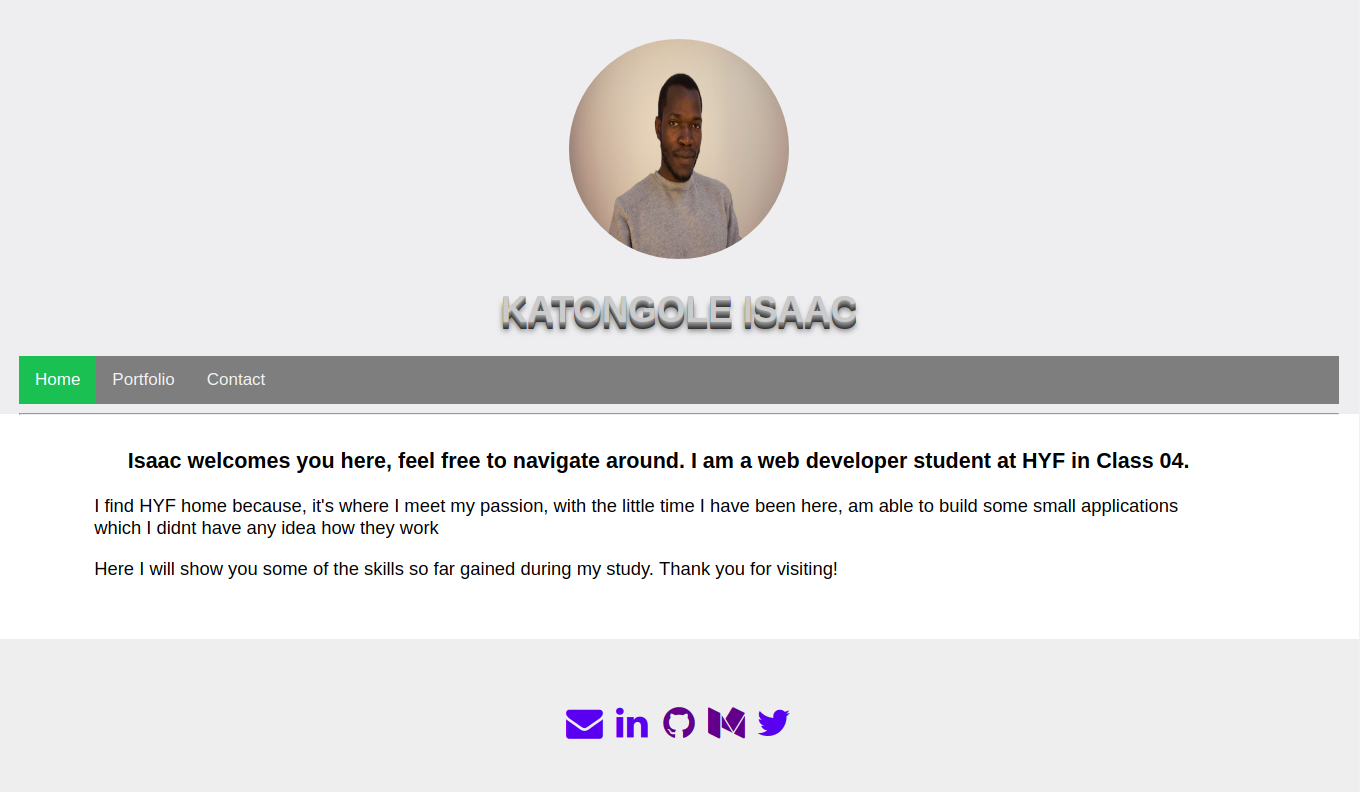 KATONGOLE ISAAC
Home Portfolio Contact
Isaac welcomes you here, feel free to navigate around. I am a web developer student at HYF in Class 04.
I find HYF home because, it's where I meet my passion, with the little time I have been here, am able to build some small applications
which I didnt have any idea how they work
Here I will show you some of the skills so far gained during my study. Thank you for visiting!
in